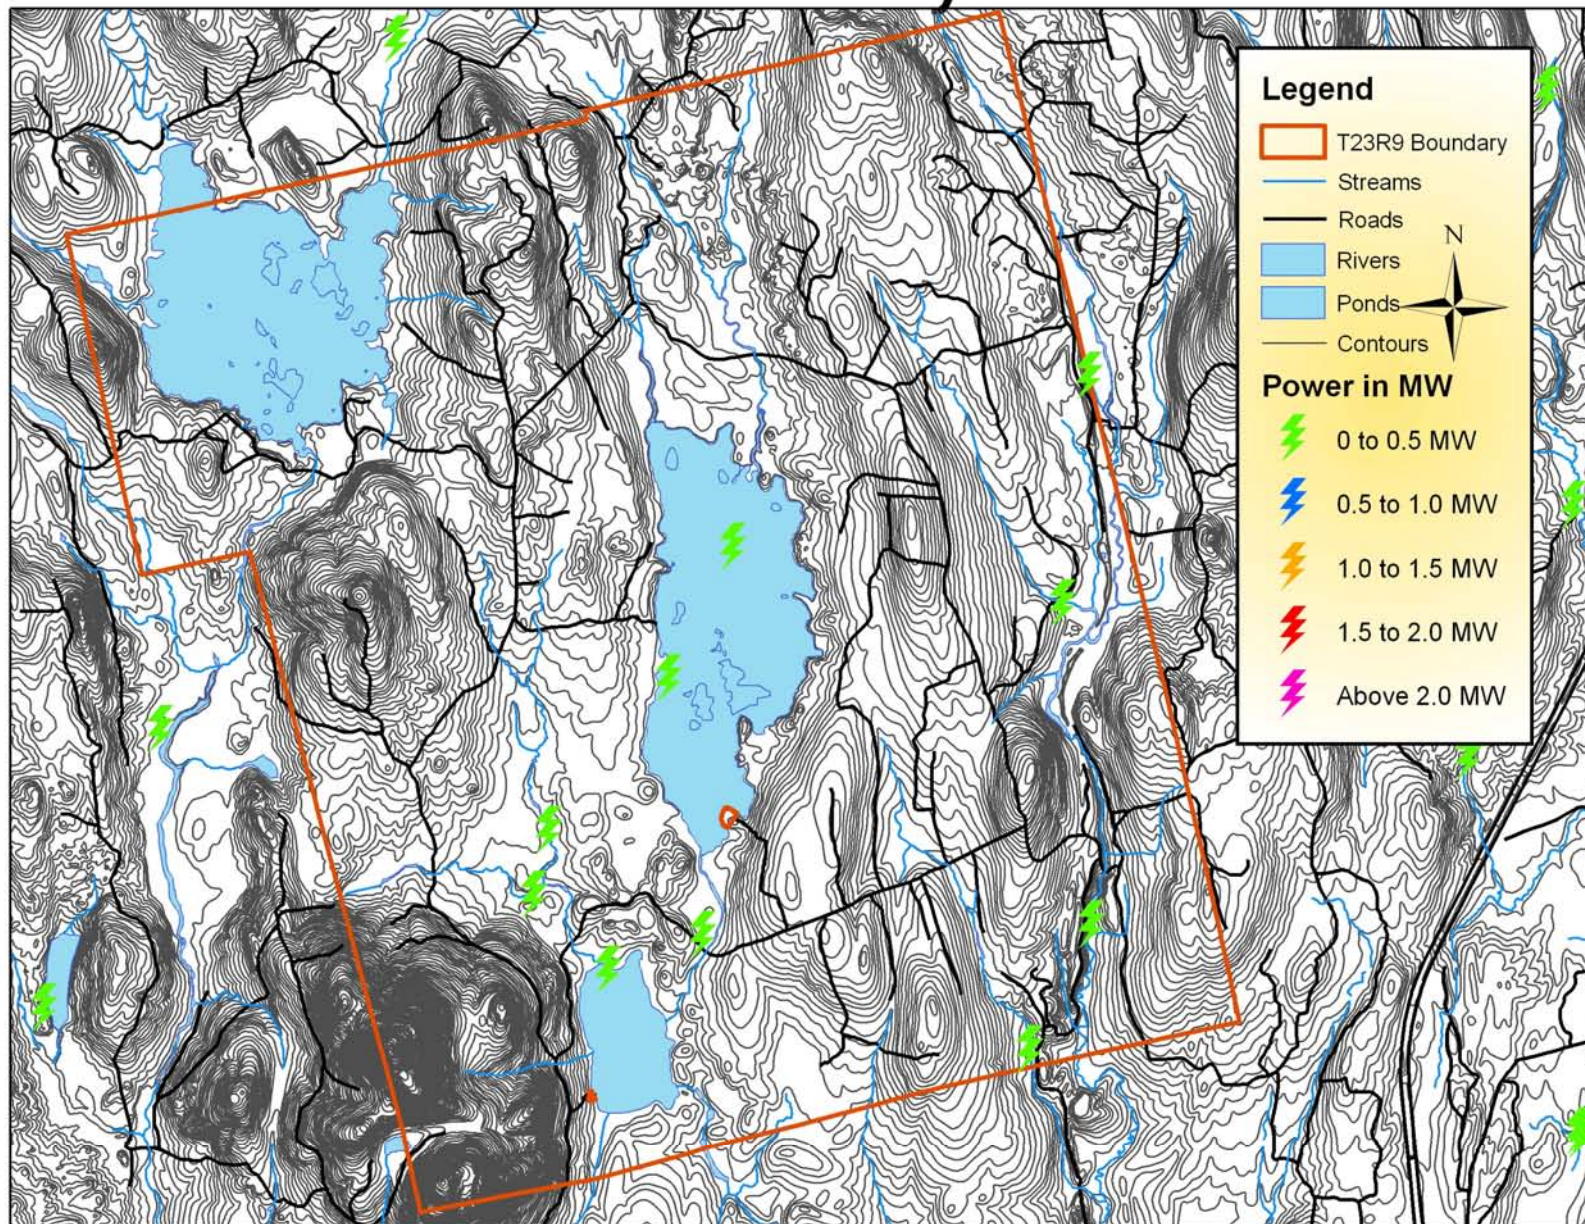 Legend
T23R9 Boundary
Streams
Roads
N
Rivers
Ponds
Contours
Power in MW
0 to 0.5 MW
0.5 to 1.0 MW
1.0 to 1.5 MW
1.5 to 2.0 MW
Above 2.0 MW